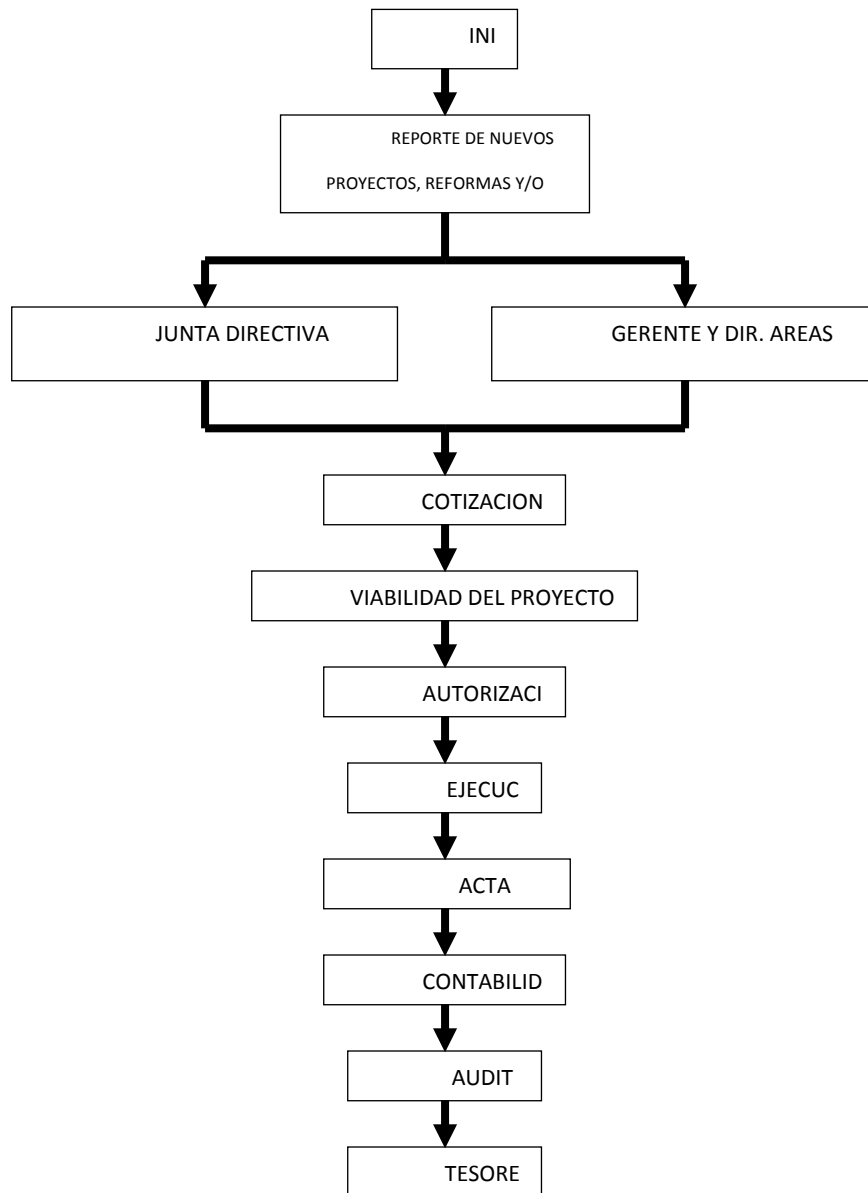 INI
REPORTE DE NUEVOS
PROYECTOS, REFORMAS Y/O
JUNTA DIRECTIVA
GERENTE Y DIR. AREAS
COTIZACION
VIABILIDAD DEL PROYECTO
AUTORIZACI
EJECUC
ACTA
CONTABILID
AUDIT
TESORE